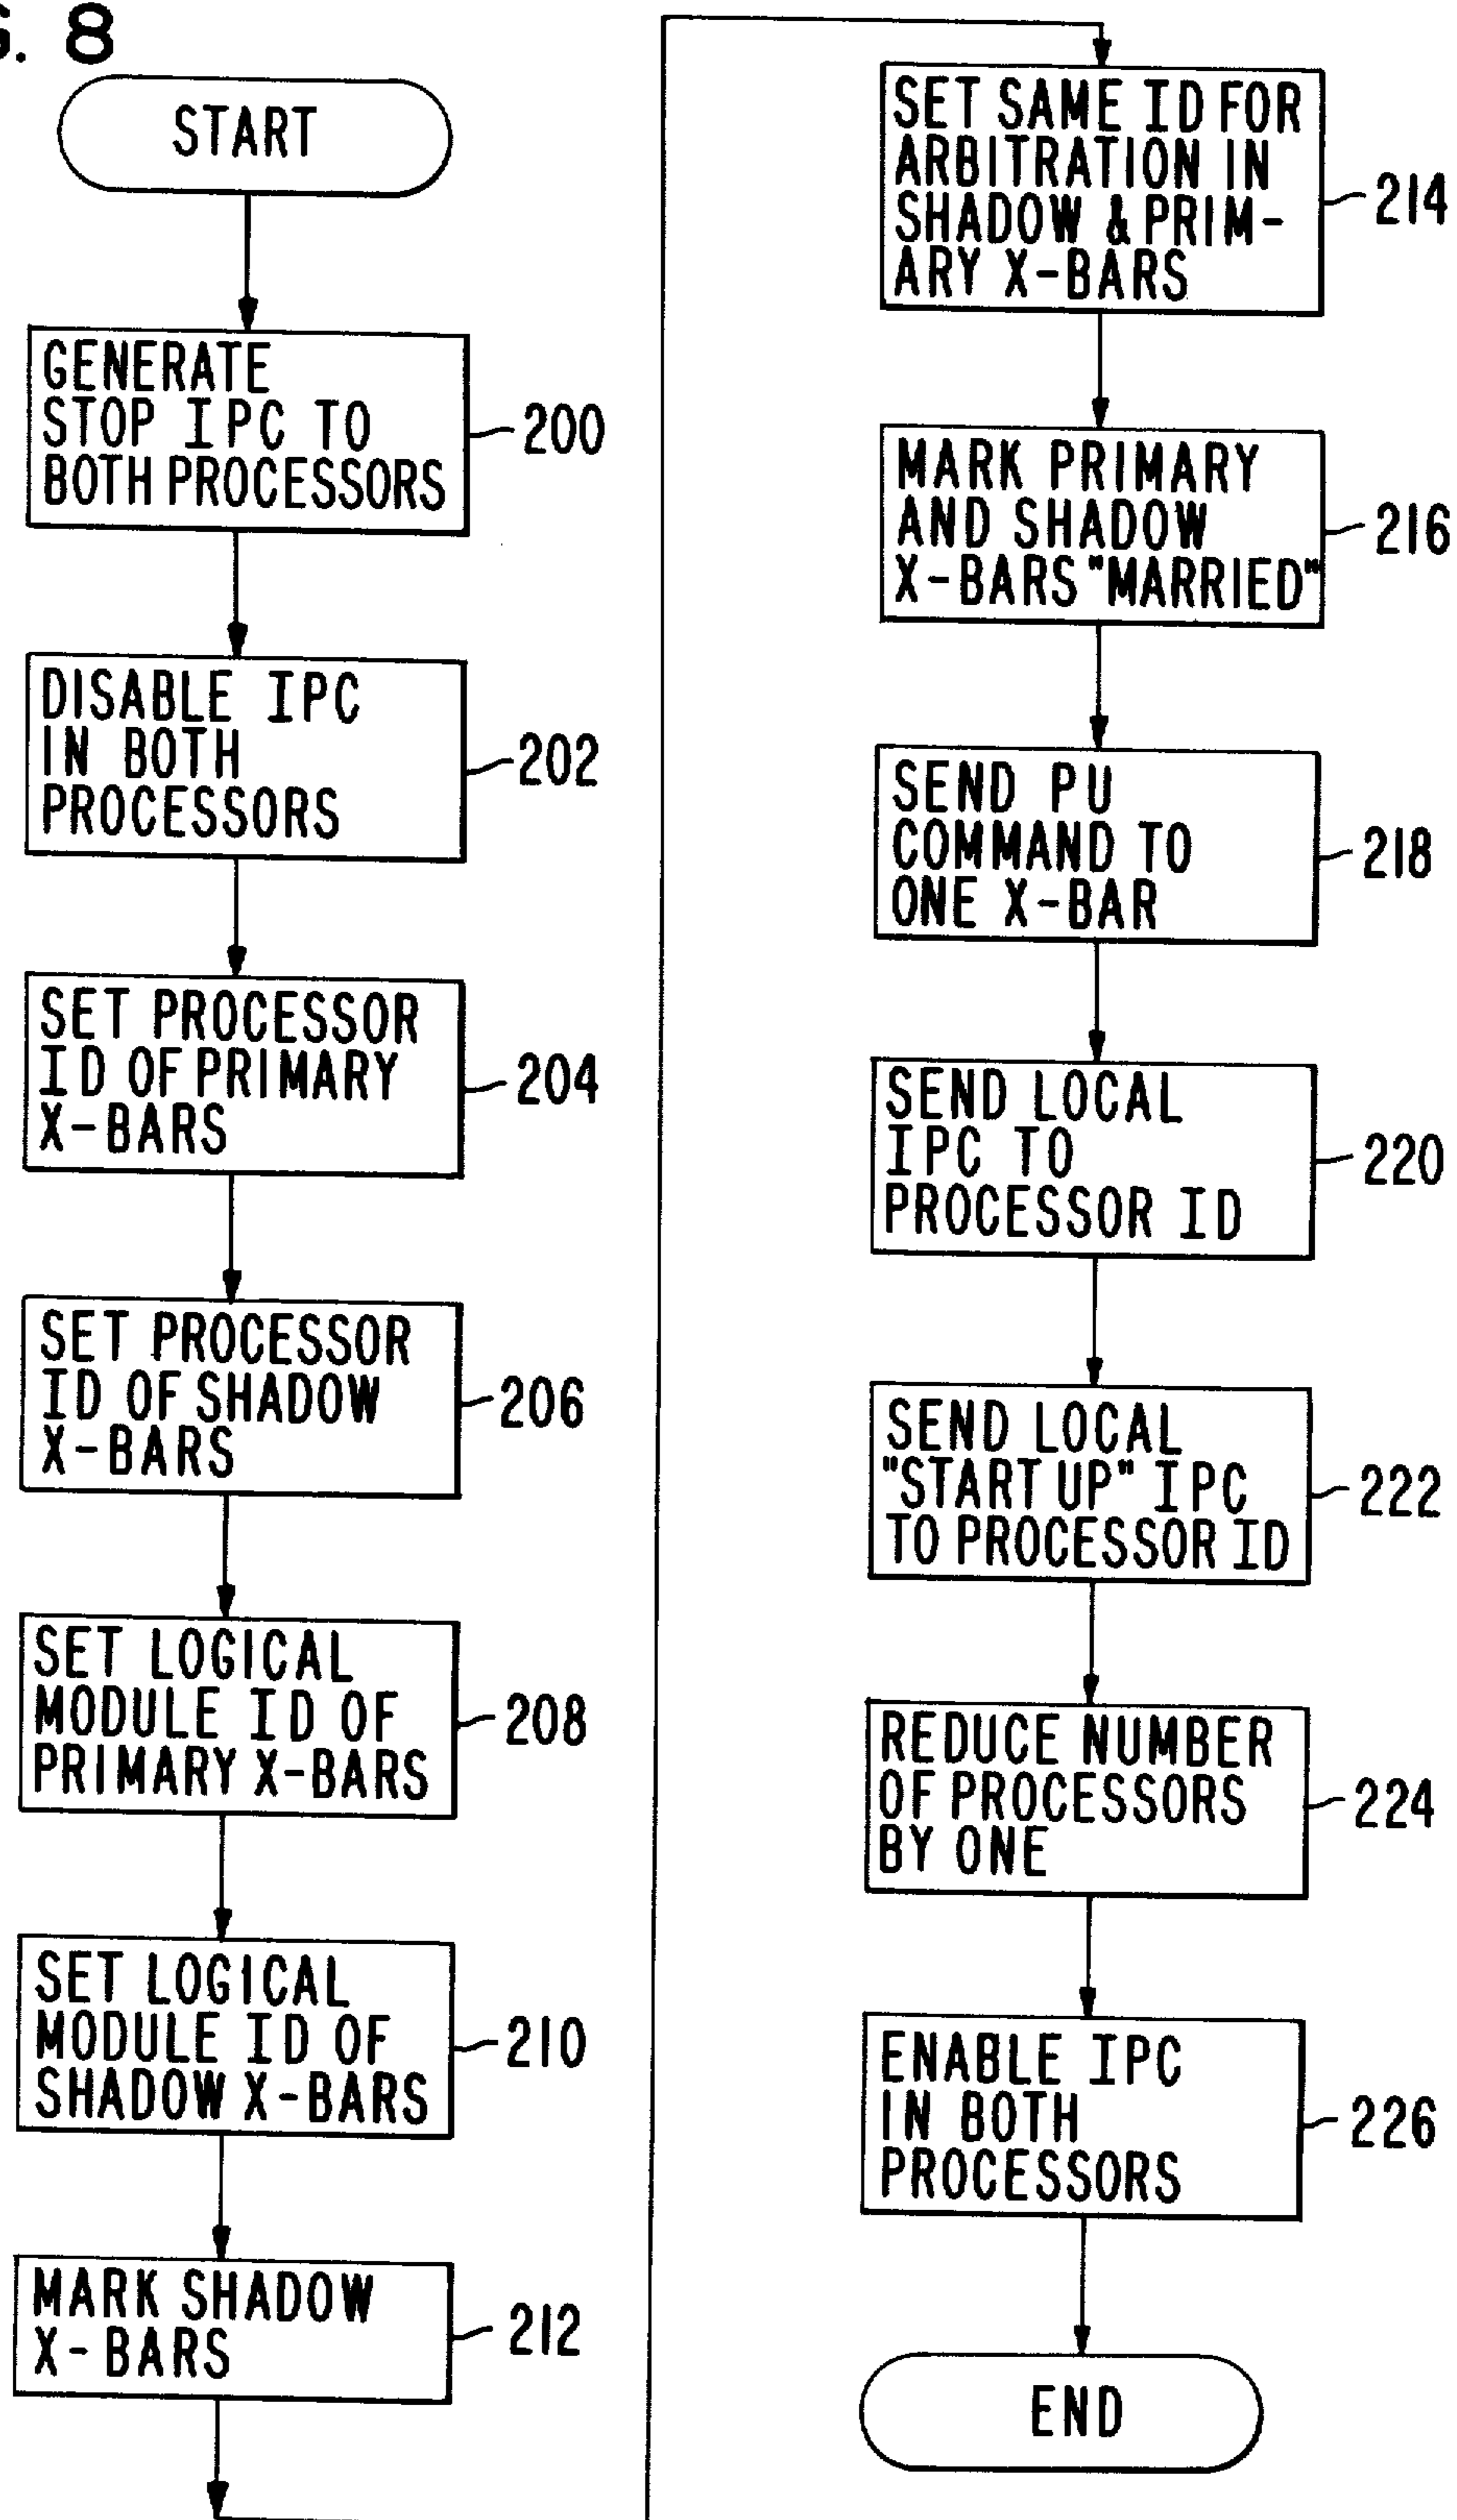 . 8
START
GENERATE
STOP IPC TO
BOTH PROCESSORS
200
DISABLE IPC
IN BOTH
PROCESSORS
202
SET PROCESSOR
ID OF PRIMARY
X-BARS
204
SET PROCESSOR
ID OF SHADOW
X-BARS
206
SET LOGICAL
MODULE ID OF
PRIMARY X-BARS
208
SET LOGICAL
MODULE ID OF
SHADOW X-BARS
210
MARK SHADOW
X-BARS
212
SET SAME ID FOR
ARBITRATION IN
SHADOW & PRIM-
ARY X-BARS
214
MARK PRIMARY
AND SHADOW
X-BARS "MARRIED"
216
SEND PU
COMMAND TO
ONE X-BAR
218
SEND LOCAL
IPC TO
PROCESSOR ID
220
SEND LOCAL
"START UP" IPC
TO PROCESSOR ID
222
REDUCE NUMBER
OF PROCESSORS
BY ONE
224
ENABLE IPC
IN BOTH
PROCESSORS
226
END